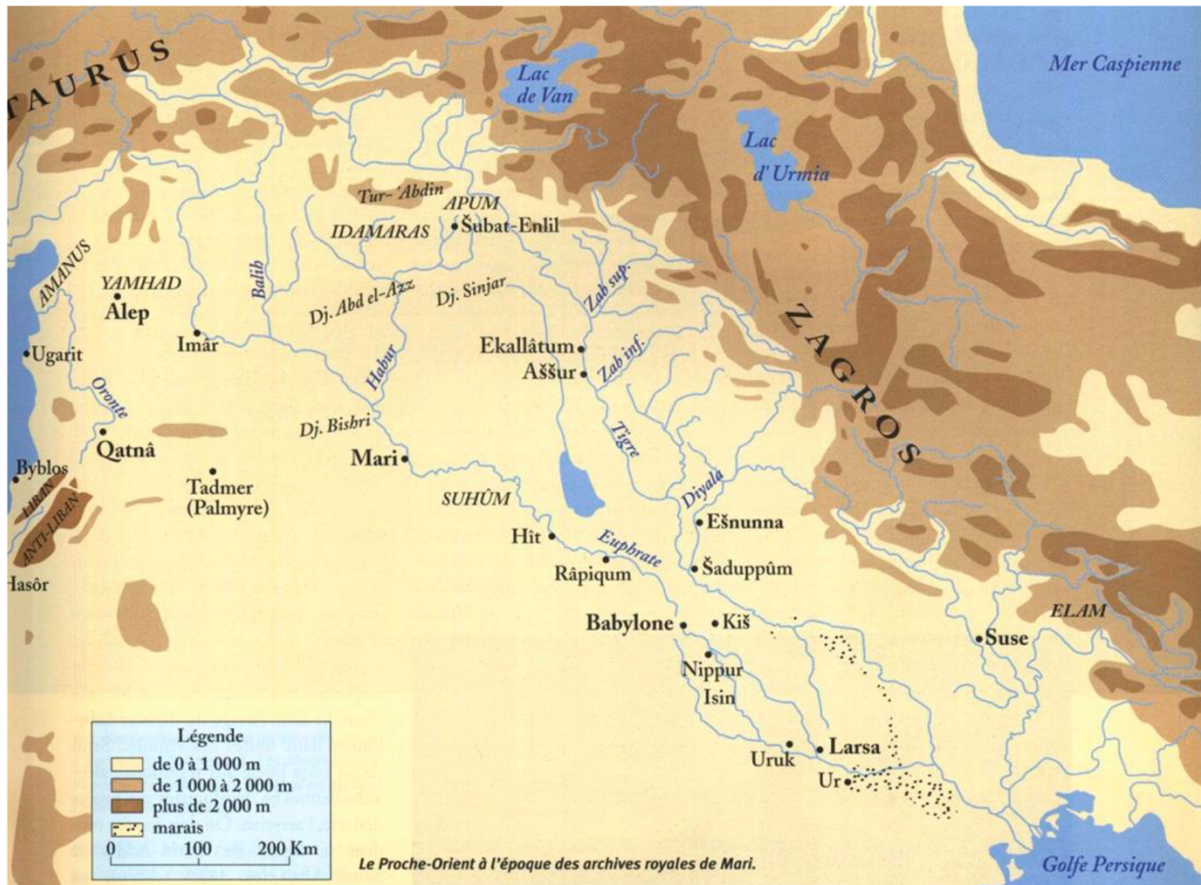 TAURUS
Lac
de Van
Mer Caspienne
Lac
d'Urmia
Tur-'Abdin
APUM
Šubat-Enlil
IDAMARAS
AMANUS
YAMHAD
Alep
Balih
Dj. Abd el-Azz
Dj. Sinjar
Zab sup.
ZAGROS
Imâr
Ugarit
Habur
Ekallâtum
Zab inf.
Aššur
Oronte
Dj. Bishri
Tigre
Qatnâ
Mari
Byblos
LIBAN
ANTI-LIBAN
Tadmer
(Palmyre)
SUHÛM
Diyala
Ešnunna
Hît
Euphrate
Râpiqum
Šaduppûm
Hasôr
ELAM
Babylone
Kiš
Suse
Nippur
Isin
Uruk
Larsa
Ur
Légende
de 0 à 1 000 m
de 1 000 à 2 000 m
plus de 2 000 m
marais
0 100 200 Km
Le Proche-Orient à l'époque des archives royales de Mari.
Golfe Persique